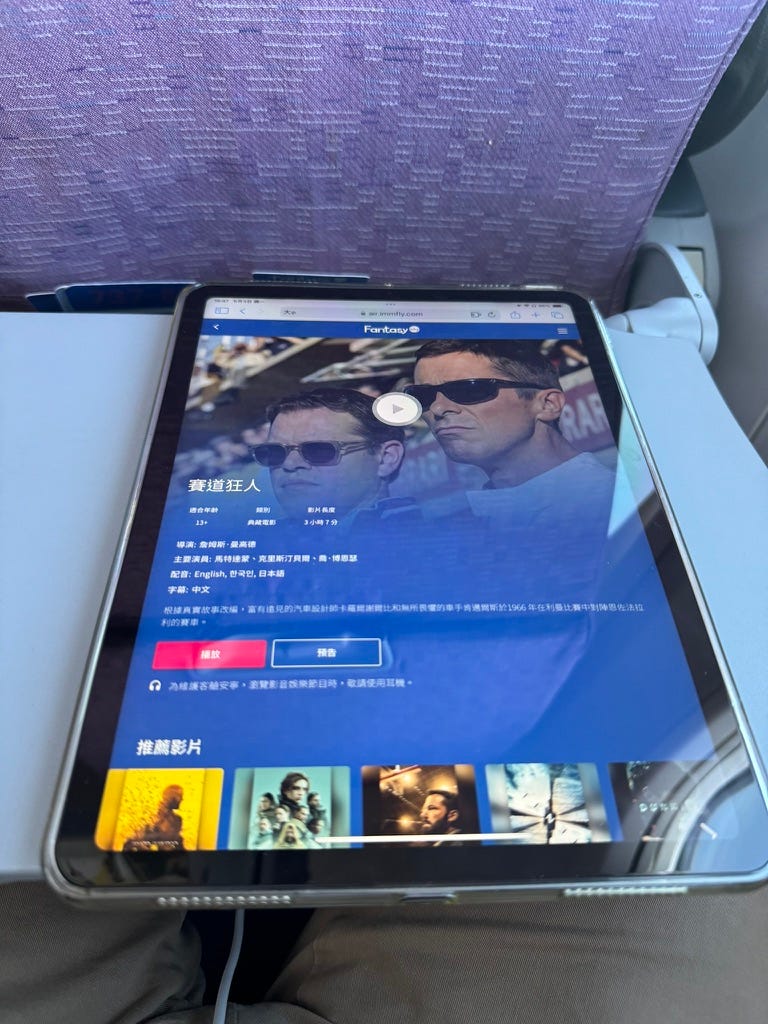 大小
air.immfly.com
Fantasy
賽道狂人
適合年齡 類別 影片長度
13+ 典藏電影 3 小時 7 分
導演: 詹姆斯·曼高德
主要演員: 馬特達蒙、克里斯汀貝爾、喬·博恩瑟
配音: English, 한국인, 日本語
字幕: 中文
根據真實故事改編，富有遠見的汽車設計師卡羅爾謝爾比和無所畏懼的車手肯邁爾斯於1966 年在利曼比賽中對陣恩佐法拉
利的賽車。
播放 預告
為維護客艙安寧，瀏覽影音娛樂節目時，敬請使用耳機。
推薦影片